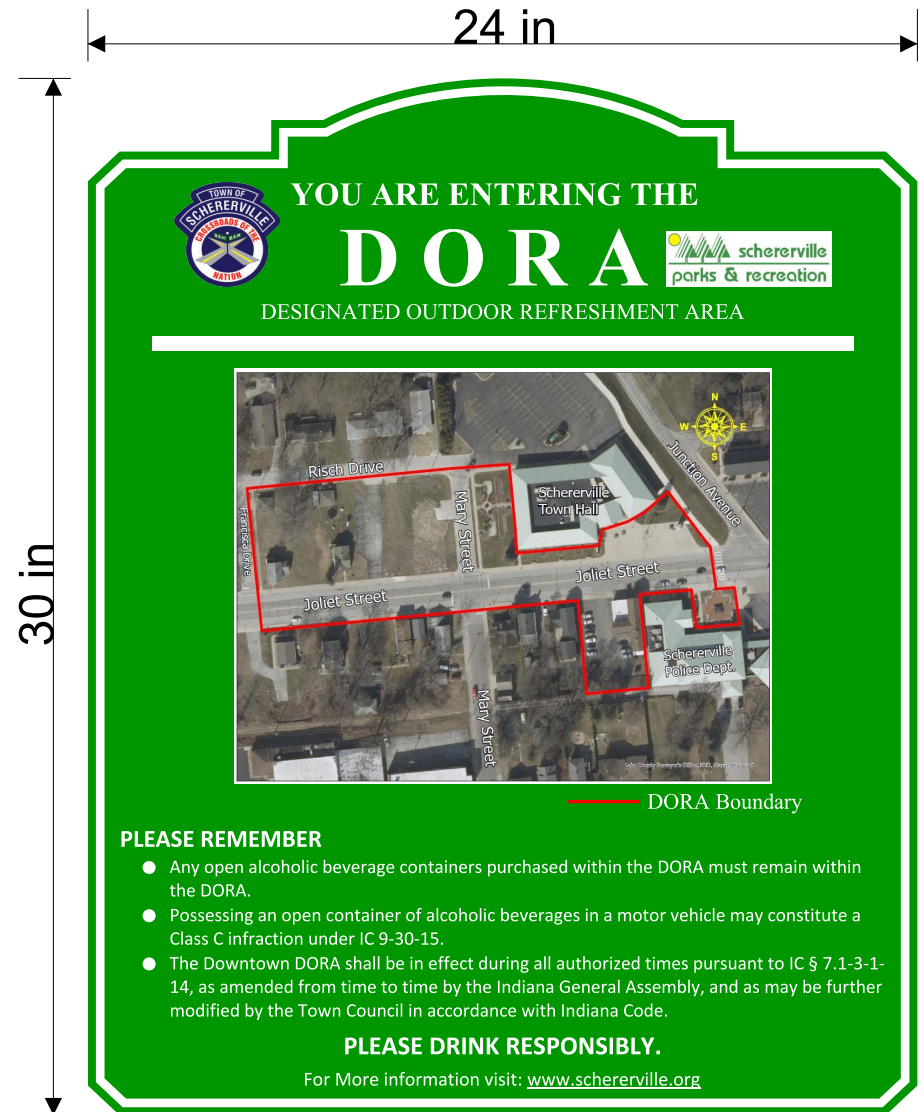 24 in
30 in
TOWN OF
SCHERERVILLE
CROSSROADS OF THE
NATION
YOU ARE ENTERING THE
DORA
schererville
parks & recreation
DESIGNATED OUTDOOR REFRESHMENT AREA
N
W E
S
Risch Drive
Junction Avenue
Schererville
Town Hall
Mary Street
Francisca Drive
Joliet Street
Joliet Street
Schererville
Police Dept.
Mary Street
DORA Boundary
PLEASE REMEMBER
● Any open alcoholic beverage containers purchased within the DORA must remain within
the DORA.
● Possessing an open container of alcoholic beverages in a motor vehicle may constitute a
Class C infraction under IC 9-30-15.
● The Downtown DORA shall be in effect during all authorized times pursuant to IC § 7.1-3-1-
14, as amended from time to time by the Indiana General Assembly, and as may be further
modified by the Town Council in accordance with Indiana Code.
PLEASE DRINK RESPONSIBLY.
For More information visit: www.schererville.org